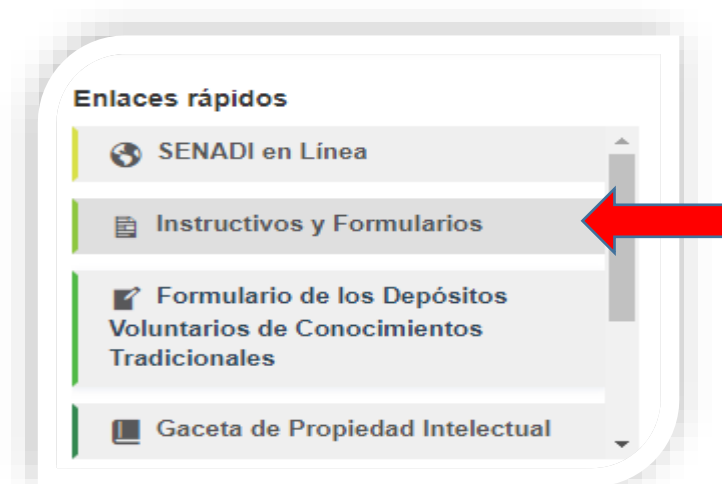 Enlaces rápidos
SENADI en Línea
Instructivos y Formularios
Formulario de los Depósitos
Voluntarios de Conocimientos
Tradicionales
Gaceta de Propiedad Intelectual